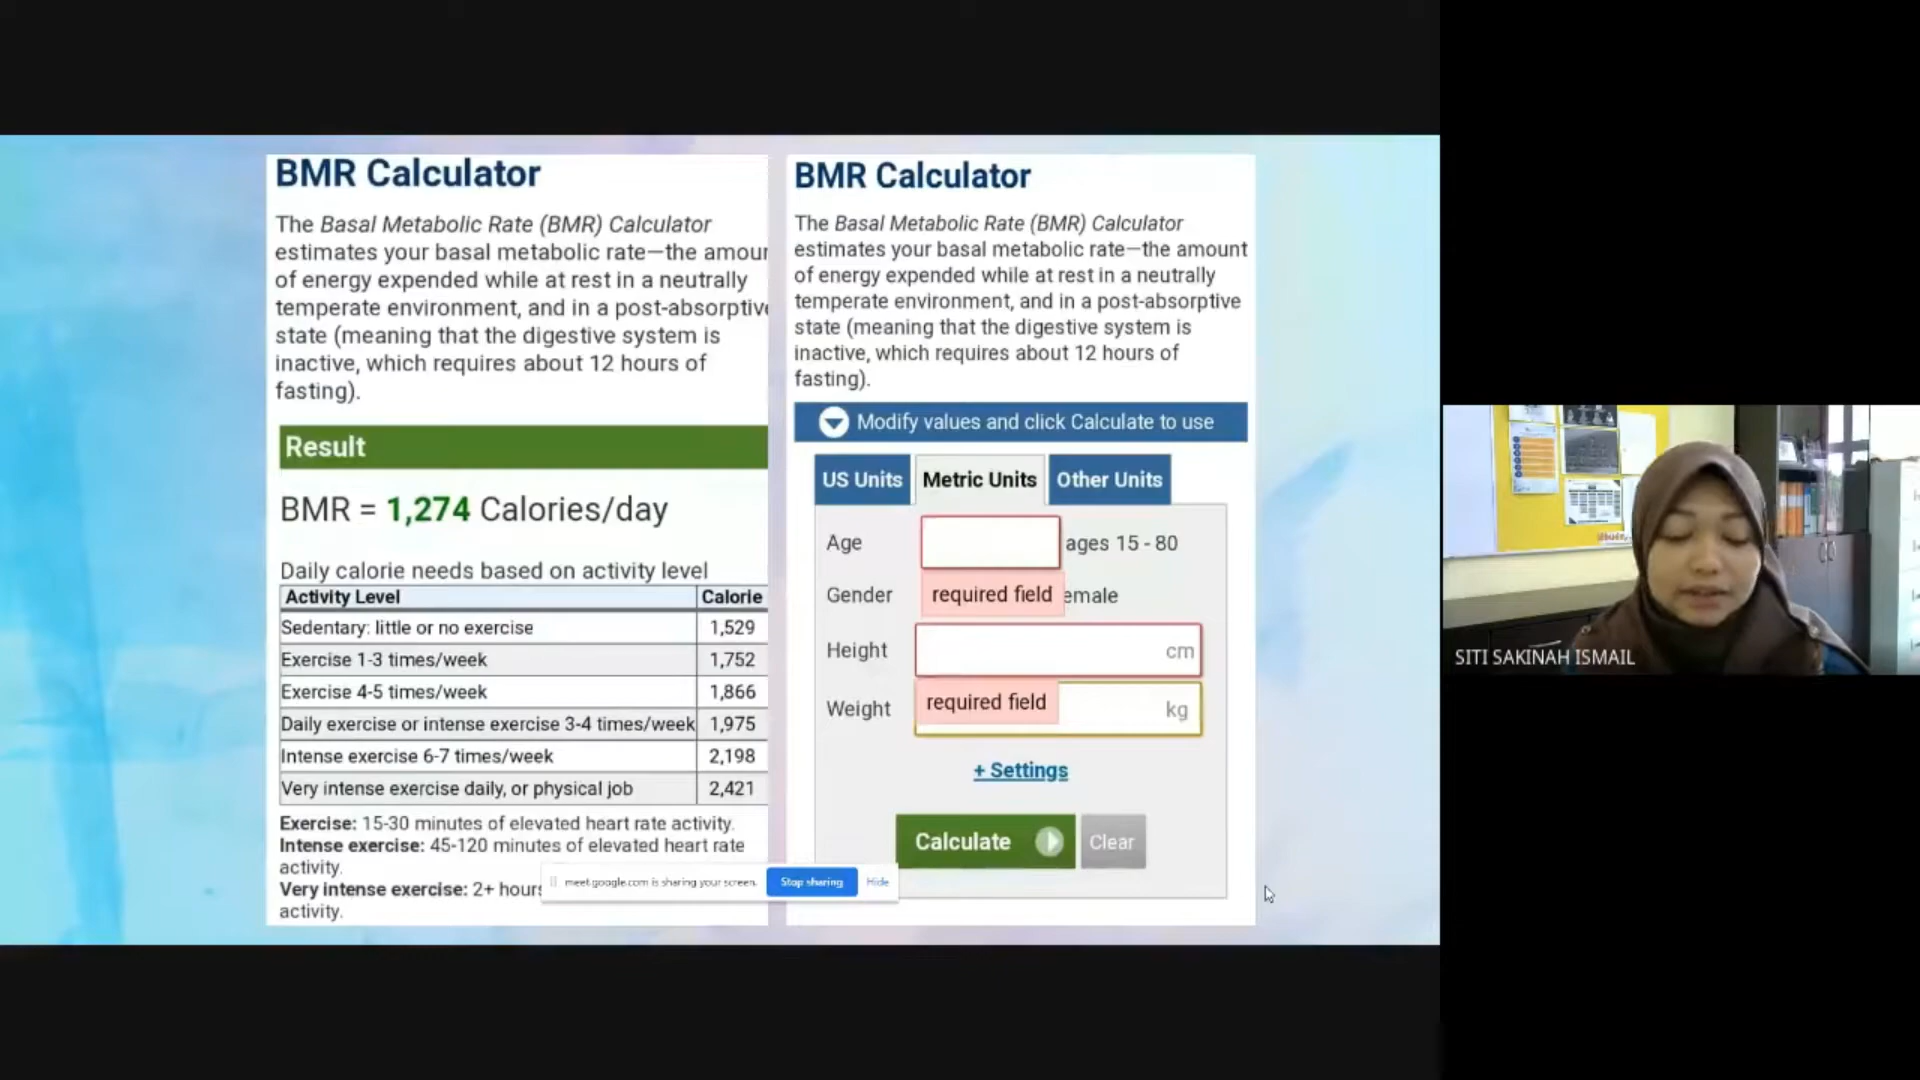 BMR Calculator
The Basal Metabolic Rate (BMR) Calculator
estimates your basal metabolic rate—the amour
of energy expended while at rest in a neutrally
temperate environment, and in a post-absorptive
state (meaning that the digestive system is
inactive, which requires about 12 hours of
fasting).
Result
BMR = 1,274 Calories/day
Daily calorie needs based on activity level
Activity Level Calorie
Sedentary: little or no exercise 1,529
Exercise 1-3 times/week 1,752
Exercise 4-5 times/week 1,866
Daily exercise or intense exercise 3-4 times/week 1,975
Intense exercise 6-7 times/week 2,198
Very intense exercise daily, or physical job 2,421
Exercise: 15-30 minutes of elevated heart rate activity.
Intense exercise: 45-120 minutes of elevated heart rate
activity.
Very intense exercise: 2+ hours
activity.
BMR Calculator
The Basal Metabolic Rate (BMR) Calculator
estimates your basal metabolic rate—the amount
of energy expended while at rest in a neutrally
temperate environment, and in a post-absorptive
state (meaning that the digestive system is
inactive, which requires about 12 hours of
fasting).
Modify values and click Calculate to use
US Units Metric Units Other Units
Age ages 15 - 80
Gender required field emale
Height cm
Weight required field kg
+ Settings
Calculate Clear
meet.google.com is sharing your screen. Stop sharing Hide
SITI SAKINAH ISMAIL